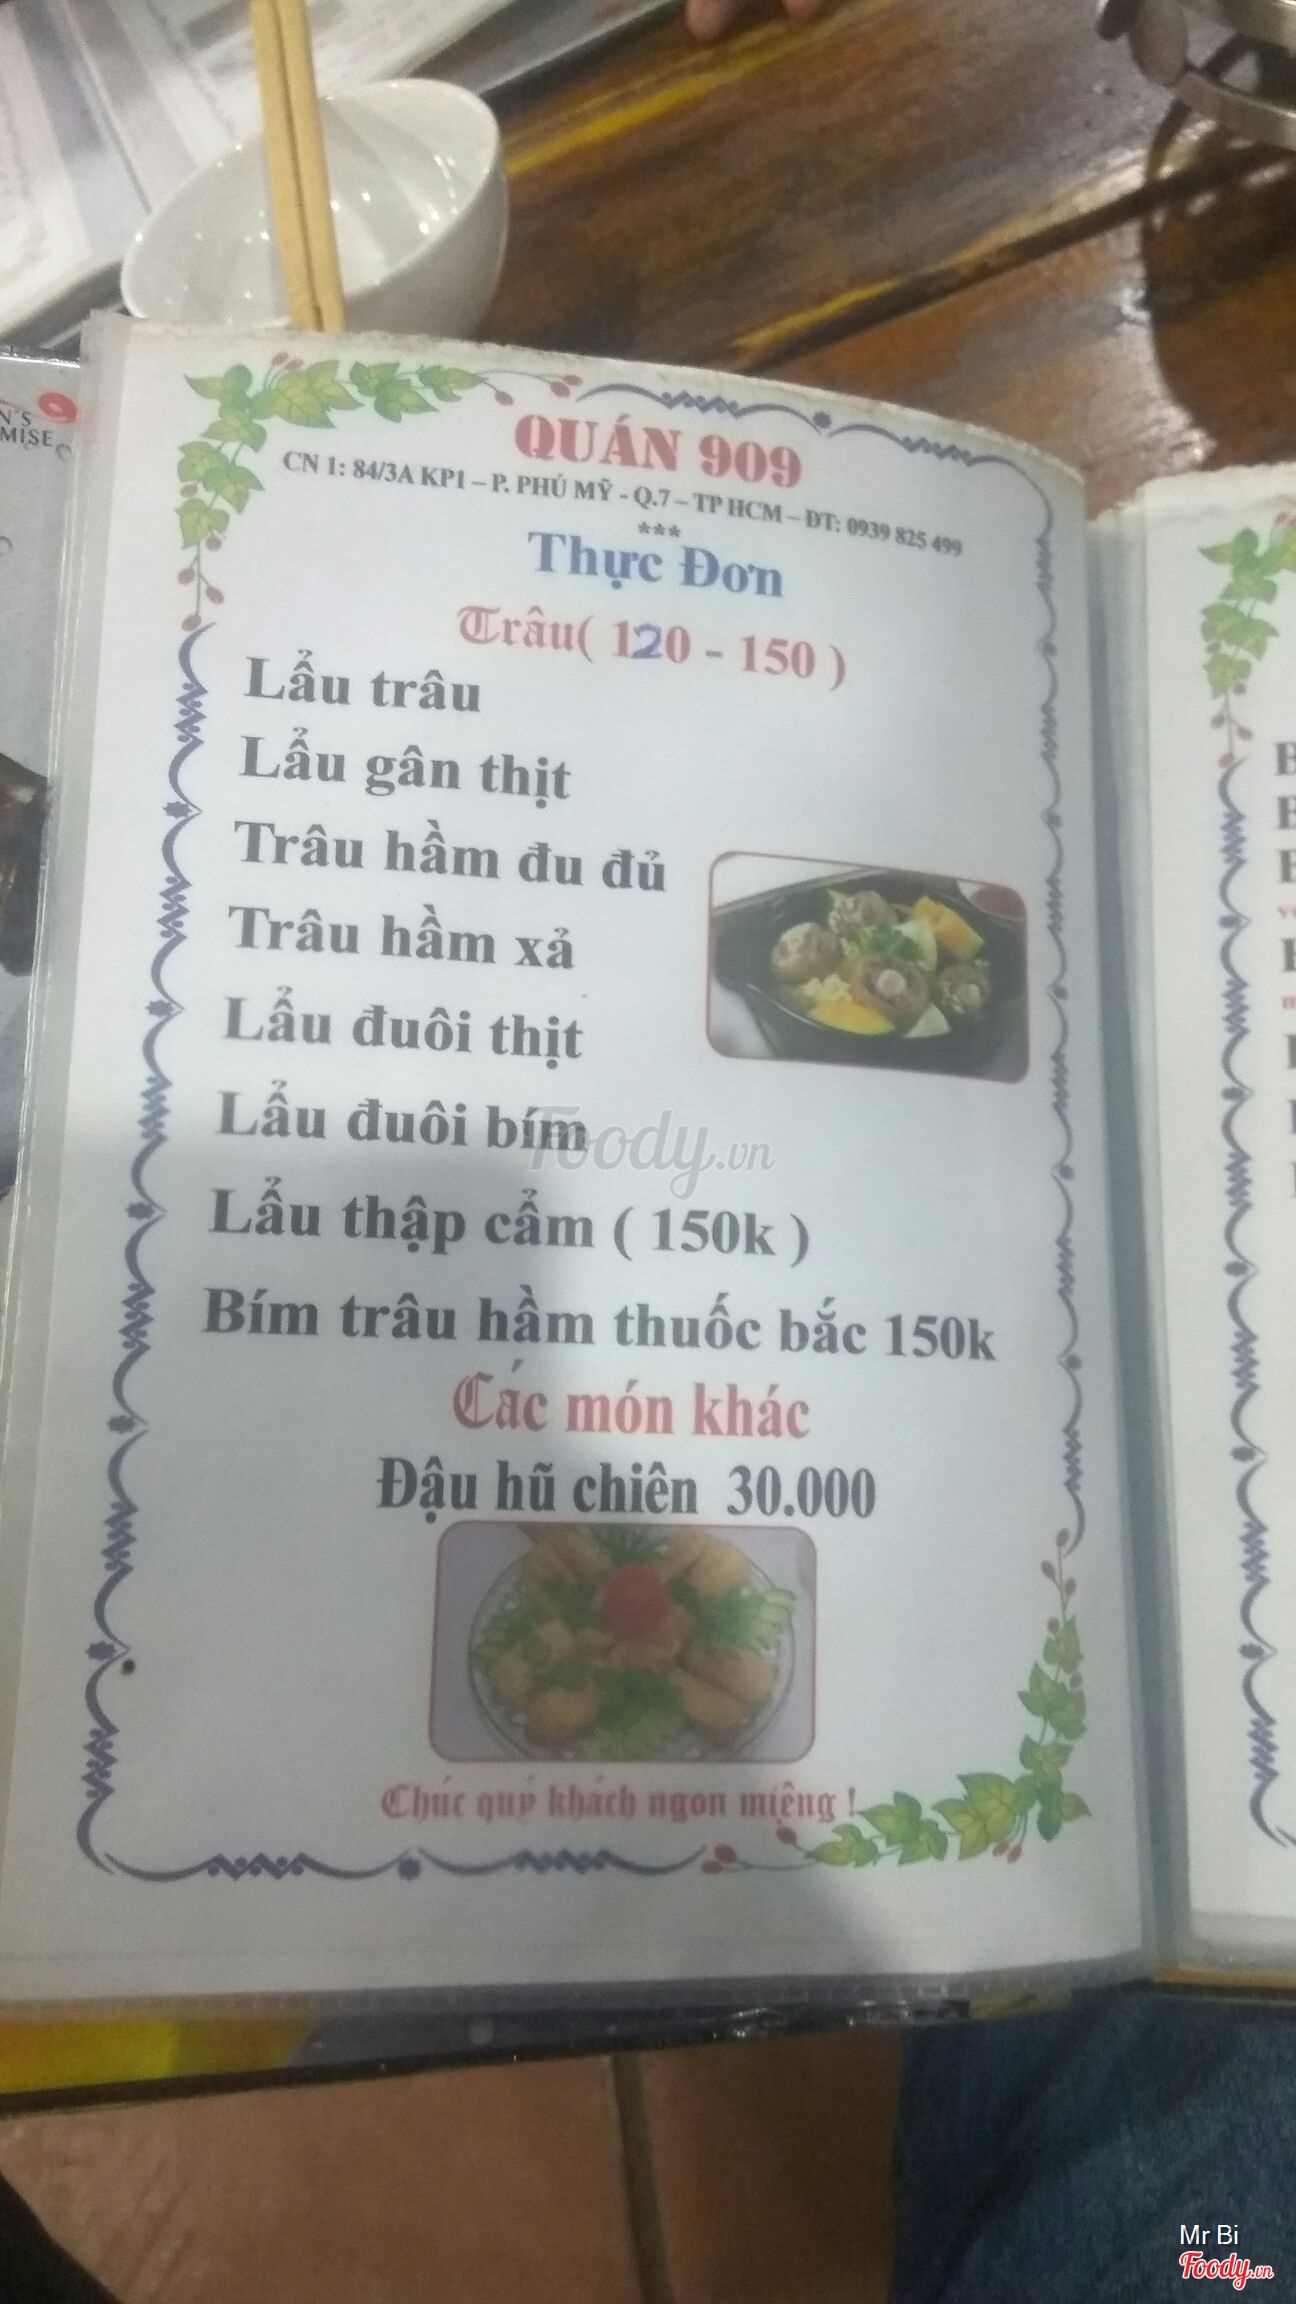 N'S
MISE
QUÁN 909
CN 1: 84/3A KP1 – P. PHÚ MỸ - Q.7 – TP HCM – ĐT: 0939 825 499
***
Thực Đơn
Trâu( 120 - 150 )
Lẩu trâu
Lẩu gân thịt
Trâu hầm đu đủ
Trâu hầm xả
Lẩu đuôi thịt
Lẩu đuôi bím
Foody.vn
Lẩu thập cẩm ( 150k )
Bím trâu hầm thuốc bắc 150k
Các món khác
Đậu hũ chiên 30.000
Chúc quý khách ngon miệng !
Mr Bi
Foody.vn